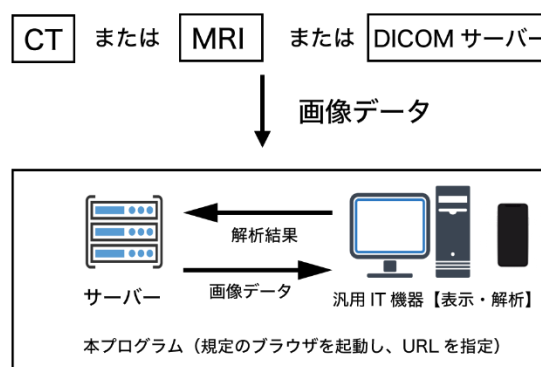 CT または MRI または DICOM サーバー
画像データ
解析結果
画像データ
サーバー
汎用 IT 機器【表示・解析】
本プログラム（規定のブラウザを起動し、URL を指定）